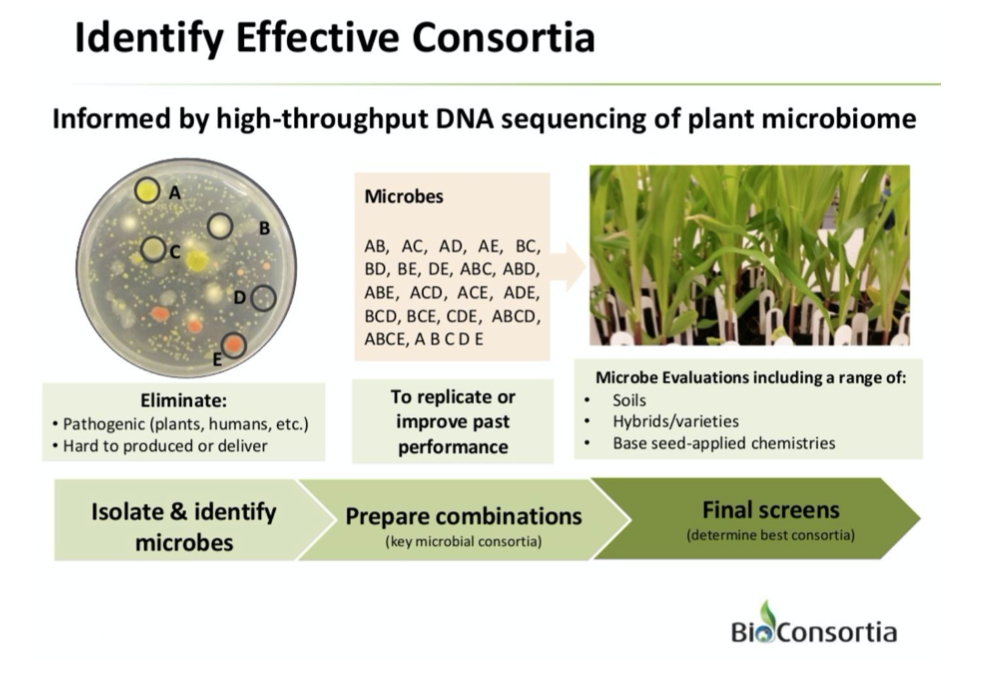 Identify Effective Consortia
Informed by high-throughput DNA sequencing of plant microbiome
A
B
C
D
E
Eliminate:
• Pathogenic (plants, humans, etc.)
• Hard to produced or deliver
Microbes
AB, AC, AD, AE, BC,
BD, BE, DE, ABC, ABD,
ABE, ACD, ACE, ADE,
BCD, BCE, CDE, ABCD,
ABCE, A B C D E
To replicate or
improve past
performance
Microbe Evaluations including a range of:
• Soils
• Hybrids/varieties
• Base seed-applied chemistries
Isolate & identify
microbes
Prepare combinations
(key microbial consortia)
Final screens
(determine best consortia)
BioConsortia